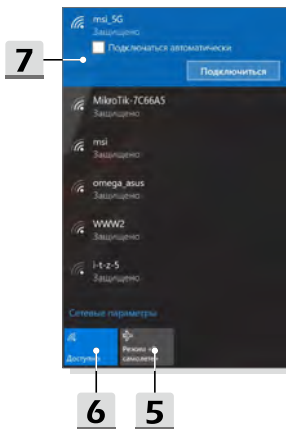 msi_5G
Защищено
Подключаться автоматически
7
Подключиться
MikroTik-7C66A5
Защищено
msi
Защищено
omega_asus
Защищено
WWW2
Защищено
i-t-z-5
Защищено
Сетевые параметры
Доступно
Режим «в
самолете»
6
5